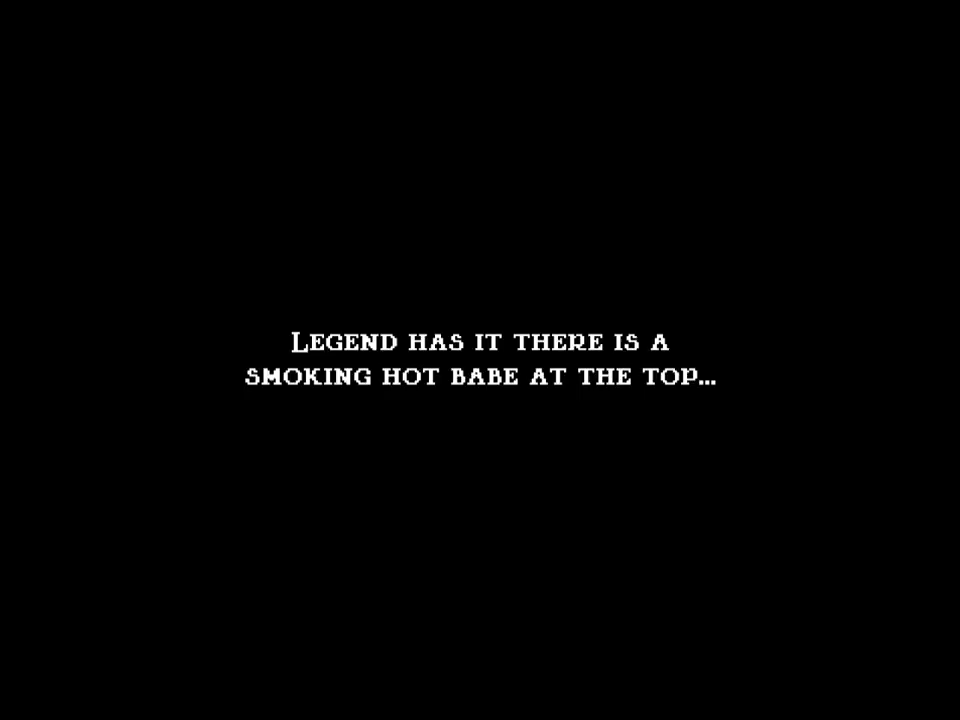 Legend has it there is a
smoking hot babe at the top...